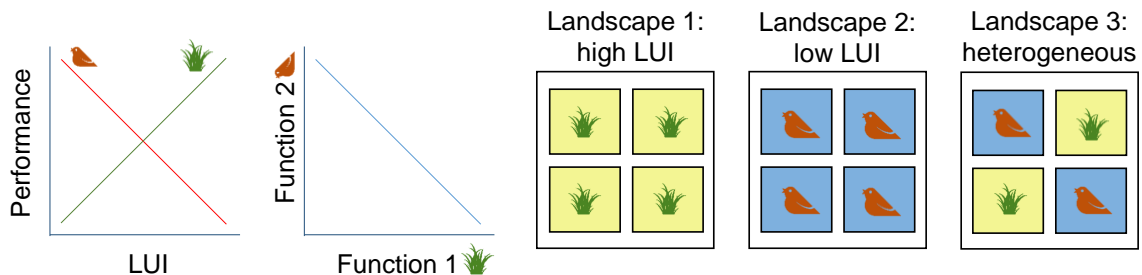 Performance
LUI
Function 2
Function 1
Landscape 1:
high LUI
Landscape 2:
low LUI
Landscape 3:
heterogeneous